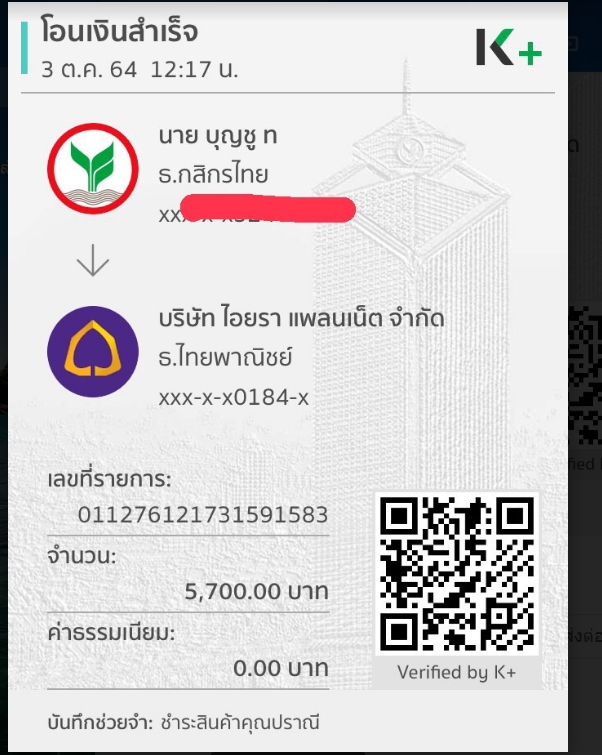 โอนเงินสำเร็จ
3 ต.ค. 64 12:17 น.
K+
นาย บุญชู ท
ธ.กสิกรไทย
บริษัท ไอยรา แพลนเน็ต จำกัด
ธ.ไทยพาณิชย์
xxx-x-x0184-x
เลขที่รายการ:
011276121731591583
จำนวน:
5,700.00 บาท
ค่าธรรมเนียม:
0.00 บาท
Verified by K+
บันทึกช่วยจำ: ชำระสินค้าคุณปราณี